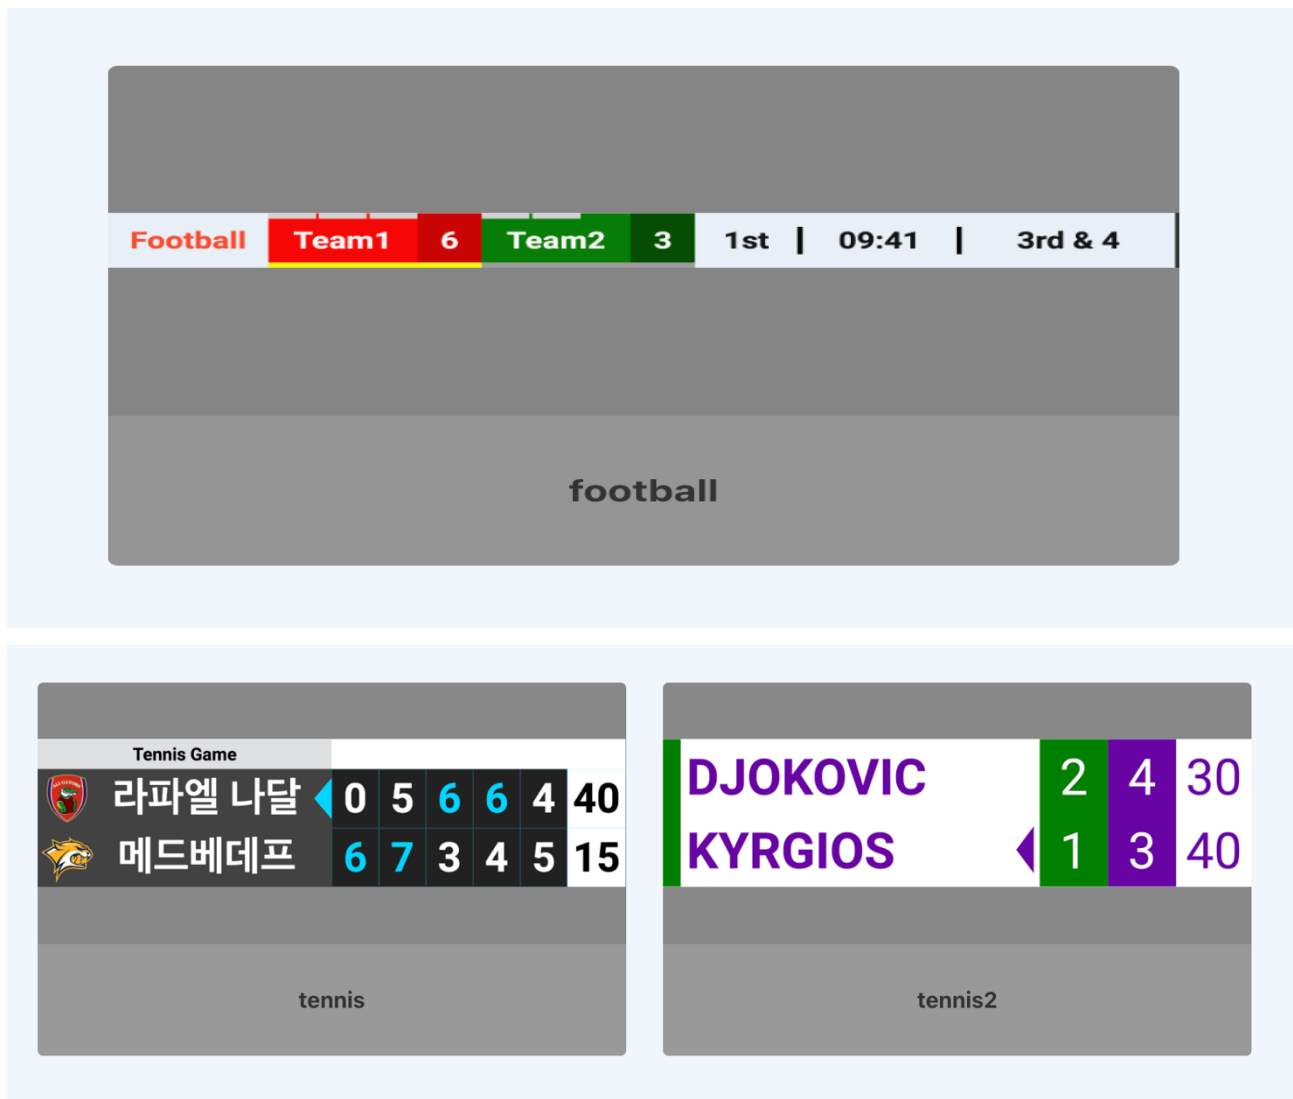 Football Team1 6 Team2 3 1st | 09:41 | 3rd & 4
football
Tennis Game
라파엘 나달 0 5 6 6 4 40
메드베데프 6 7 3 4 5 15
tennis
DJOKOVIC 2 4 30
KYRGIOS 1 3 40
tennis2